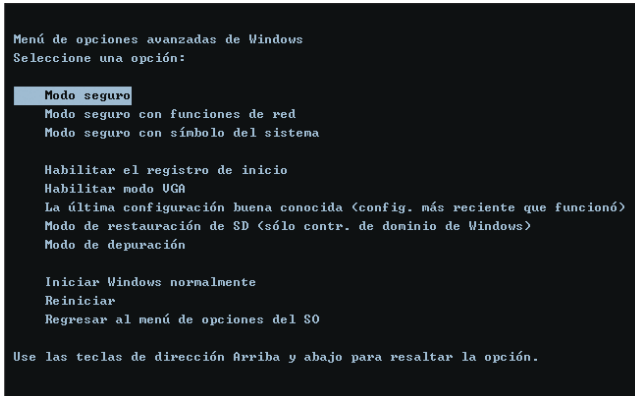 Menú de opciones avanzadas de Windows
Seleccione una opción:
Modo seguro
Modo seguro con funciones de red
Modo seguro con símbolo del sistema
Habilitar el registro de inicio
Habilitar modo VGA
La última configuración buena conocida (config. más reciente que funcionó)
Modo de restauración de SD (sólo contr. de dominio de Windows)
Modo de depuración
Iniciar Windows normalmente
Reiniciar
Regresar al menú de opciones del SO
Use las teclas de dirección Arriba y abajo para resaltar la opción.